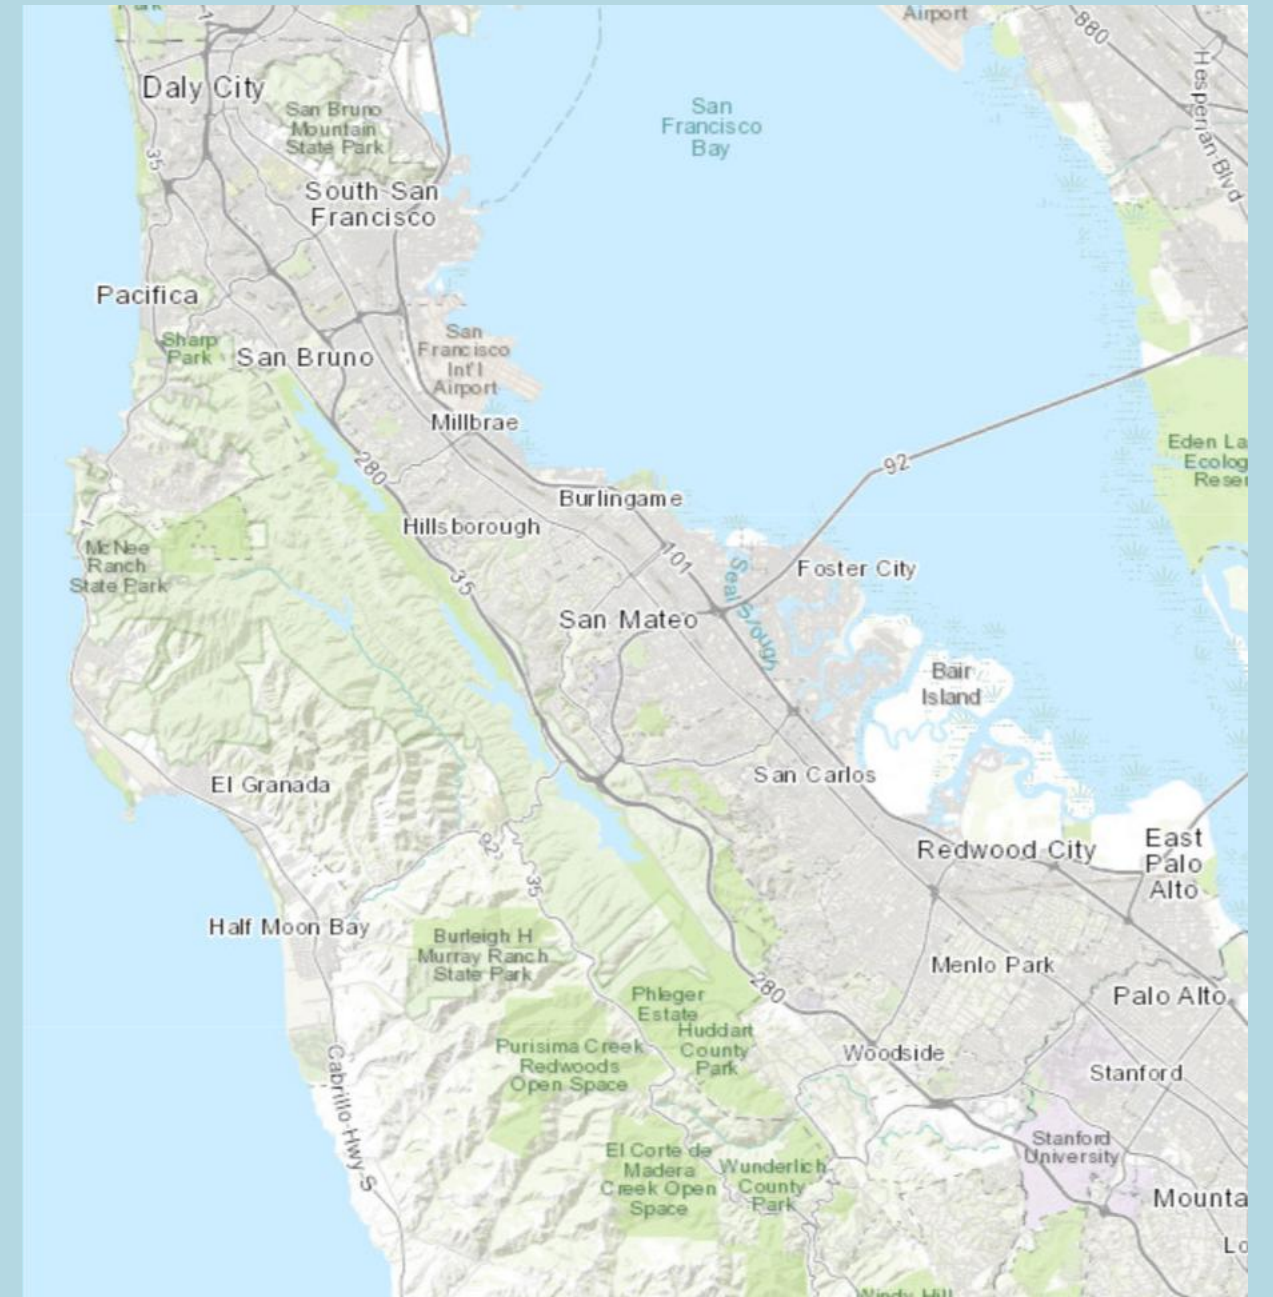 Airport
880
Hesperian Blvd
Daly City
San Bruno
Mountain
State Park
San
Francisco
Bay
35
South San
Francisco
Pacifica
Sharp
Park
San Bruno
San
Francisco
Int'l
Airport
Millbrae
92
Eden La
Ecolog
Reser
280
Burlingame
Hillsborough
101
1
McNee
Ranch
State Park
35
Seal Slough
Foster City
San Mateo
Bair
Island
El Granada
San Carlos
92
35
Redwood City
East
Palo
Alto
Half Moon Bay
Burleigh H
Murray Ranch
State Park
Menlo Park
280
Phleger
Estate
Palo Alto
Huddart
County
Park
Purisima Creek
Redwoods
Open Space
Woodside
Cabrillo Hwy S
Stanford
Stanford
University
El Corte de
Madera
Creek Open
Space
Wunderlich
County
Park
Mounta
Lo
Windy Hill